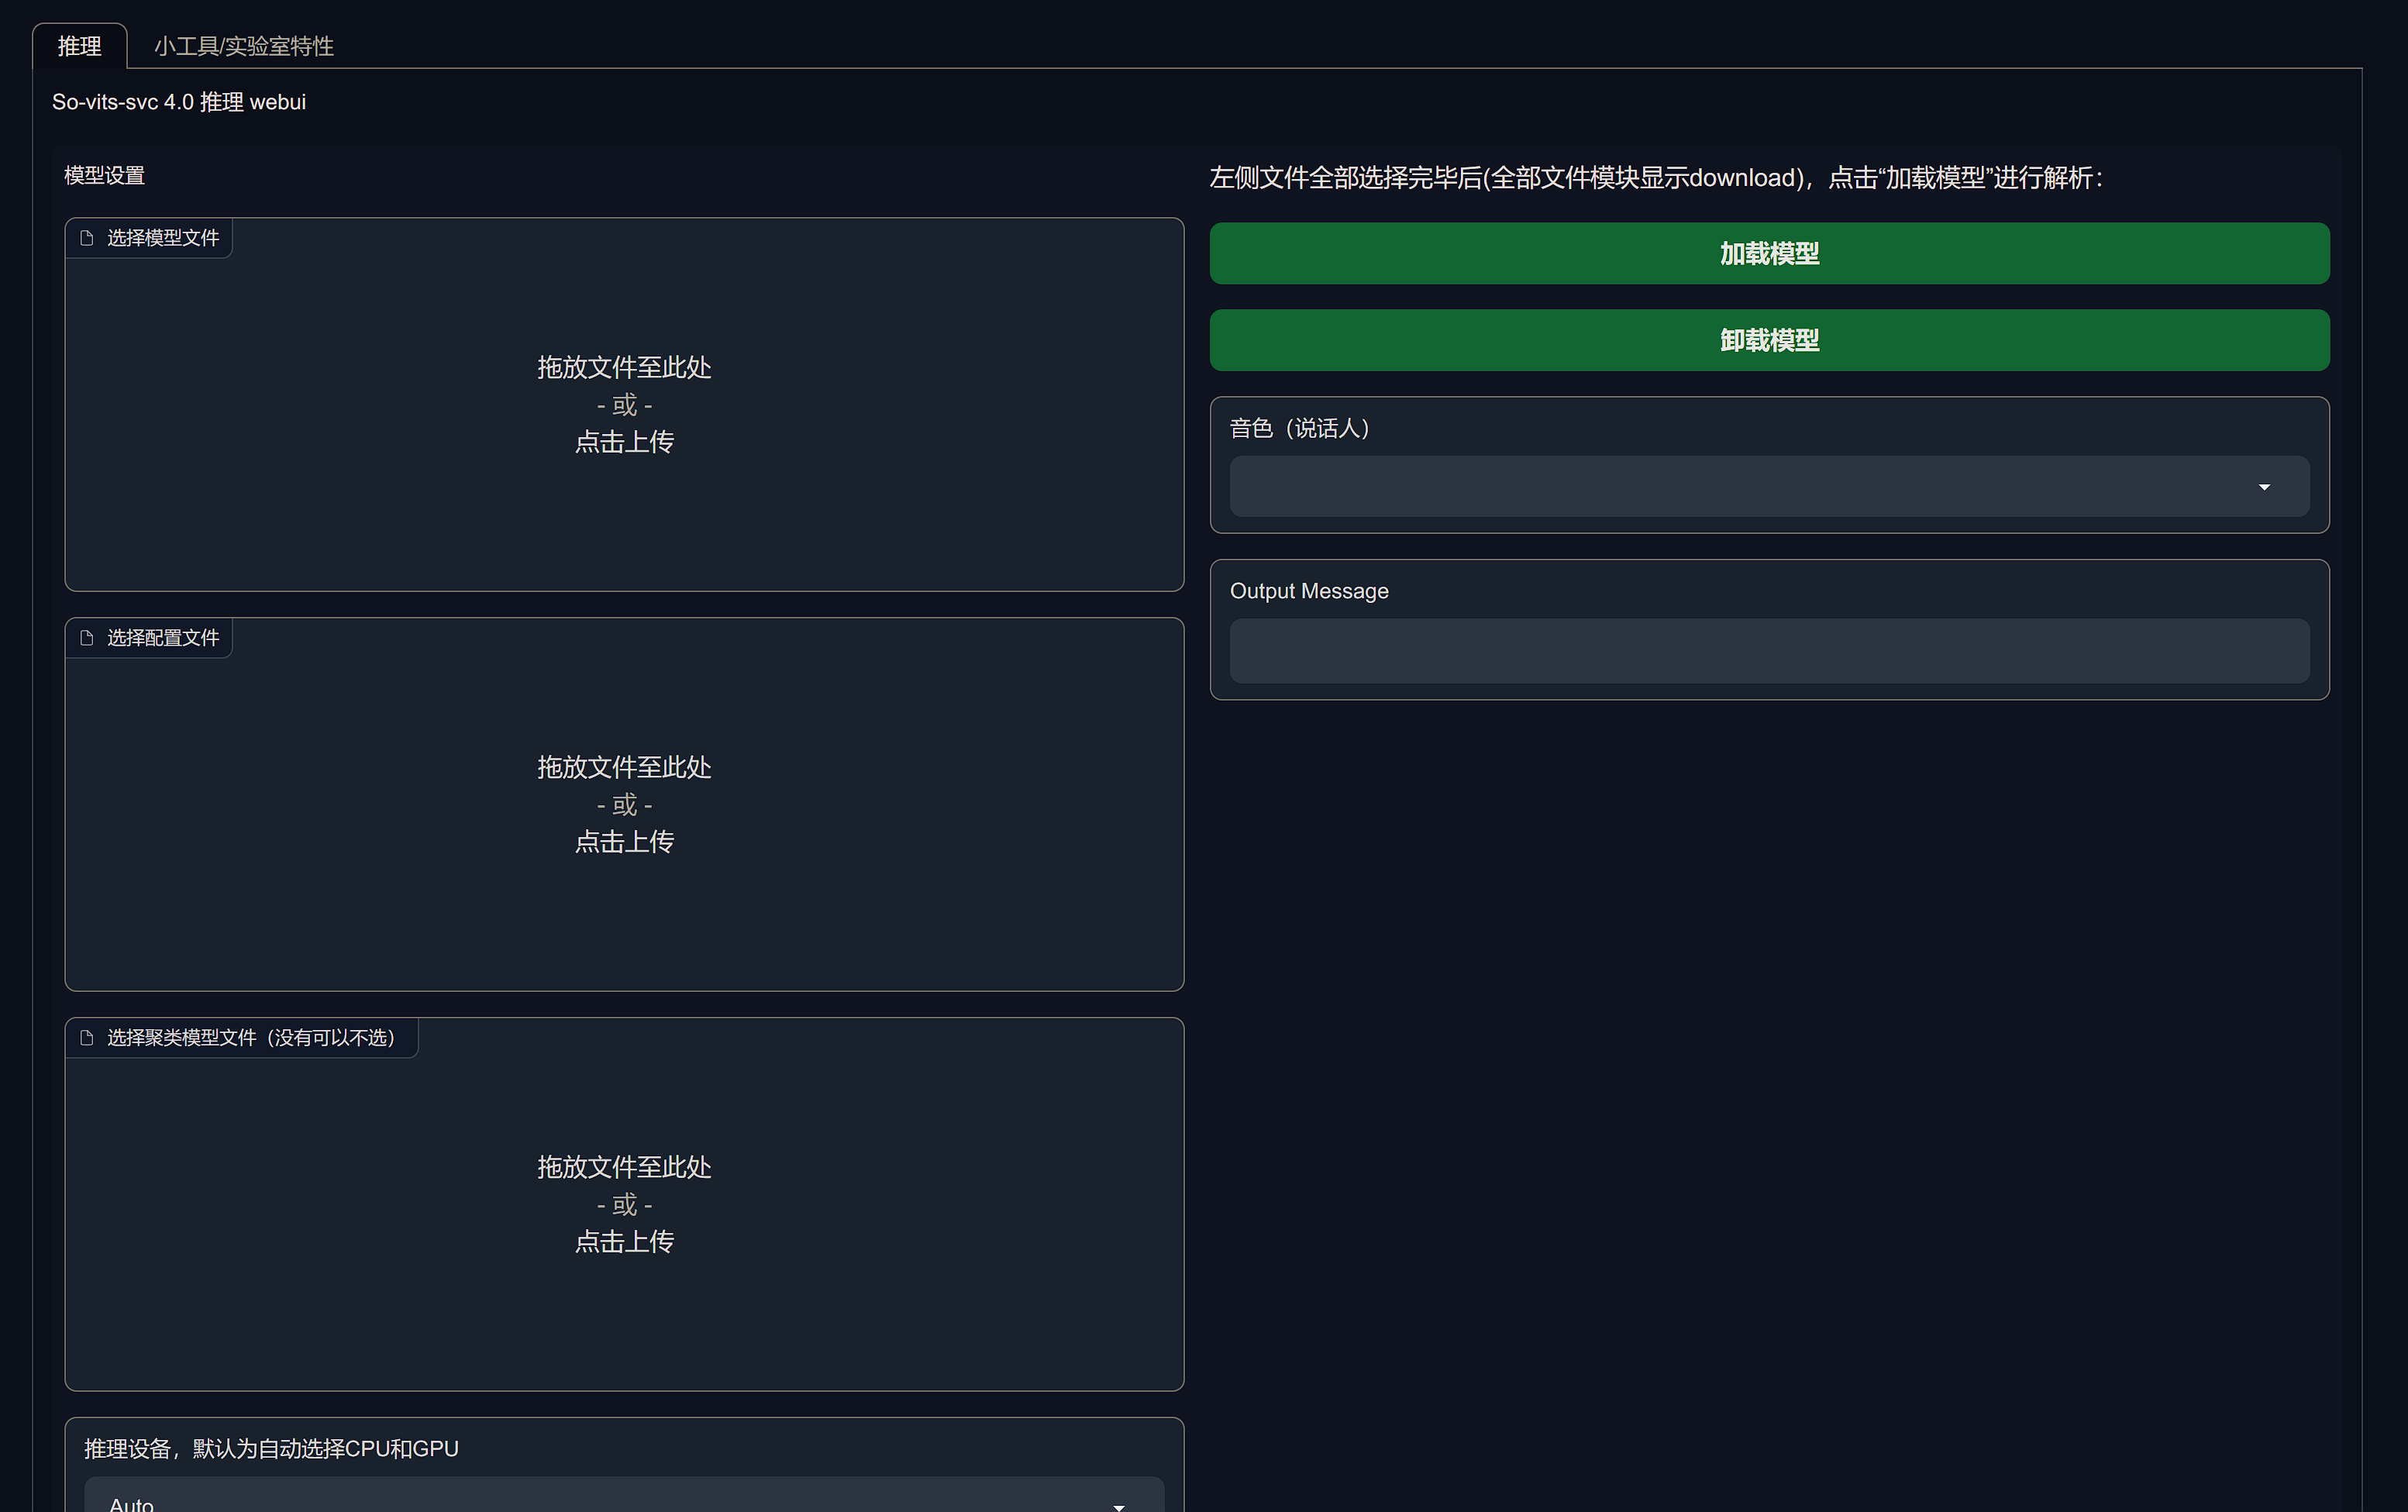 推理
小工具/实验室特性
So-vits-svc 4.0 推理 webui
模型设置
选择模型文件
拖放文件至此处
- 或 -
点击上传
选择配置文件
拖放文件至此处
- 或 -
点击上传
选择聚类模型文件（没有可以不选）
拖放文件至此处
- 或 -
点击上传
推理设备，默认为自动选择CPU和GPU
Auto
左侧文件全部选择完毕后(全部文件模块显示download)，点击“加载模型”进行解析：
加载模型
卸载模型
音色（说话人）
Output Message